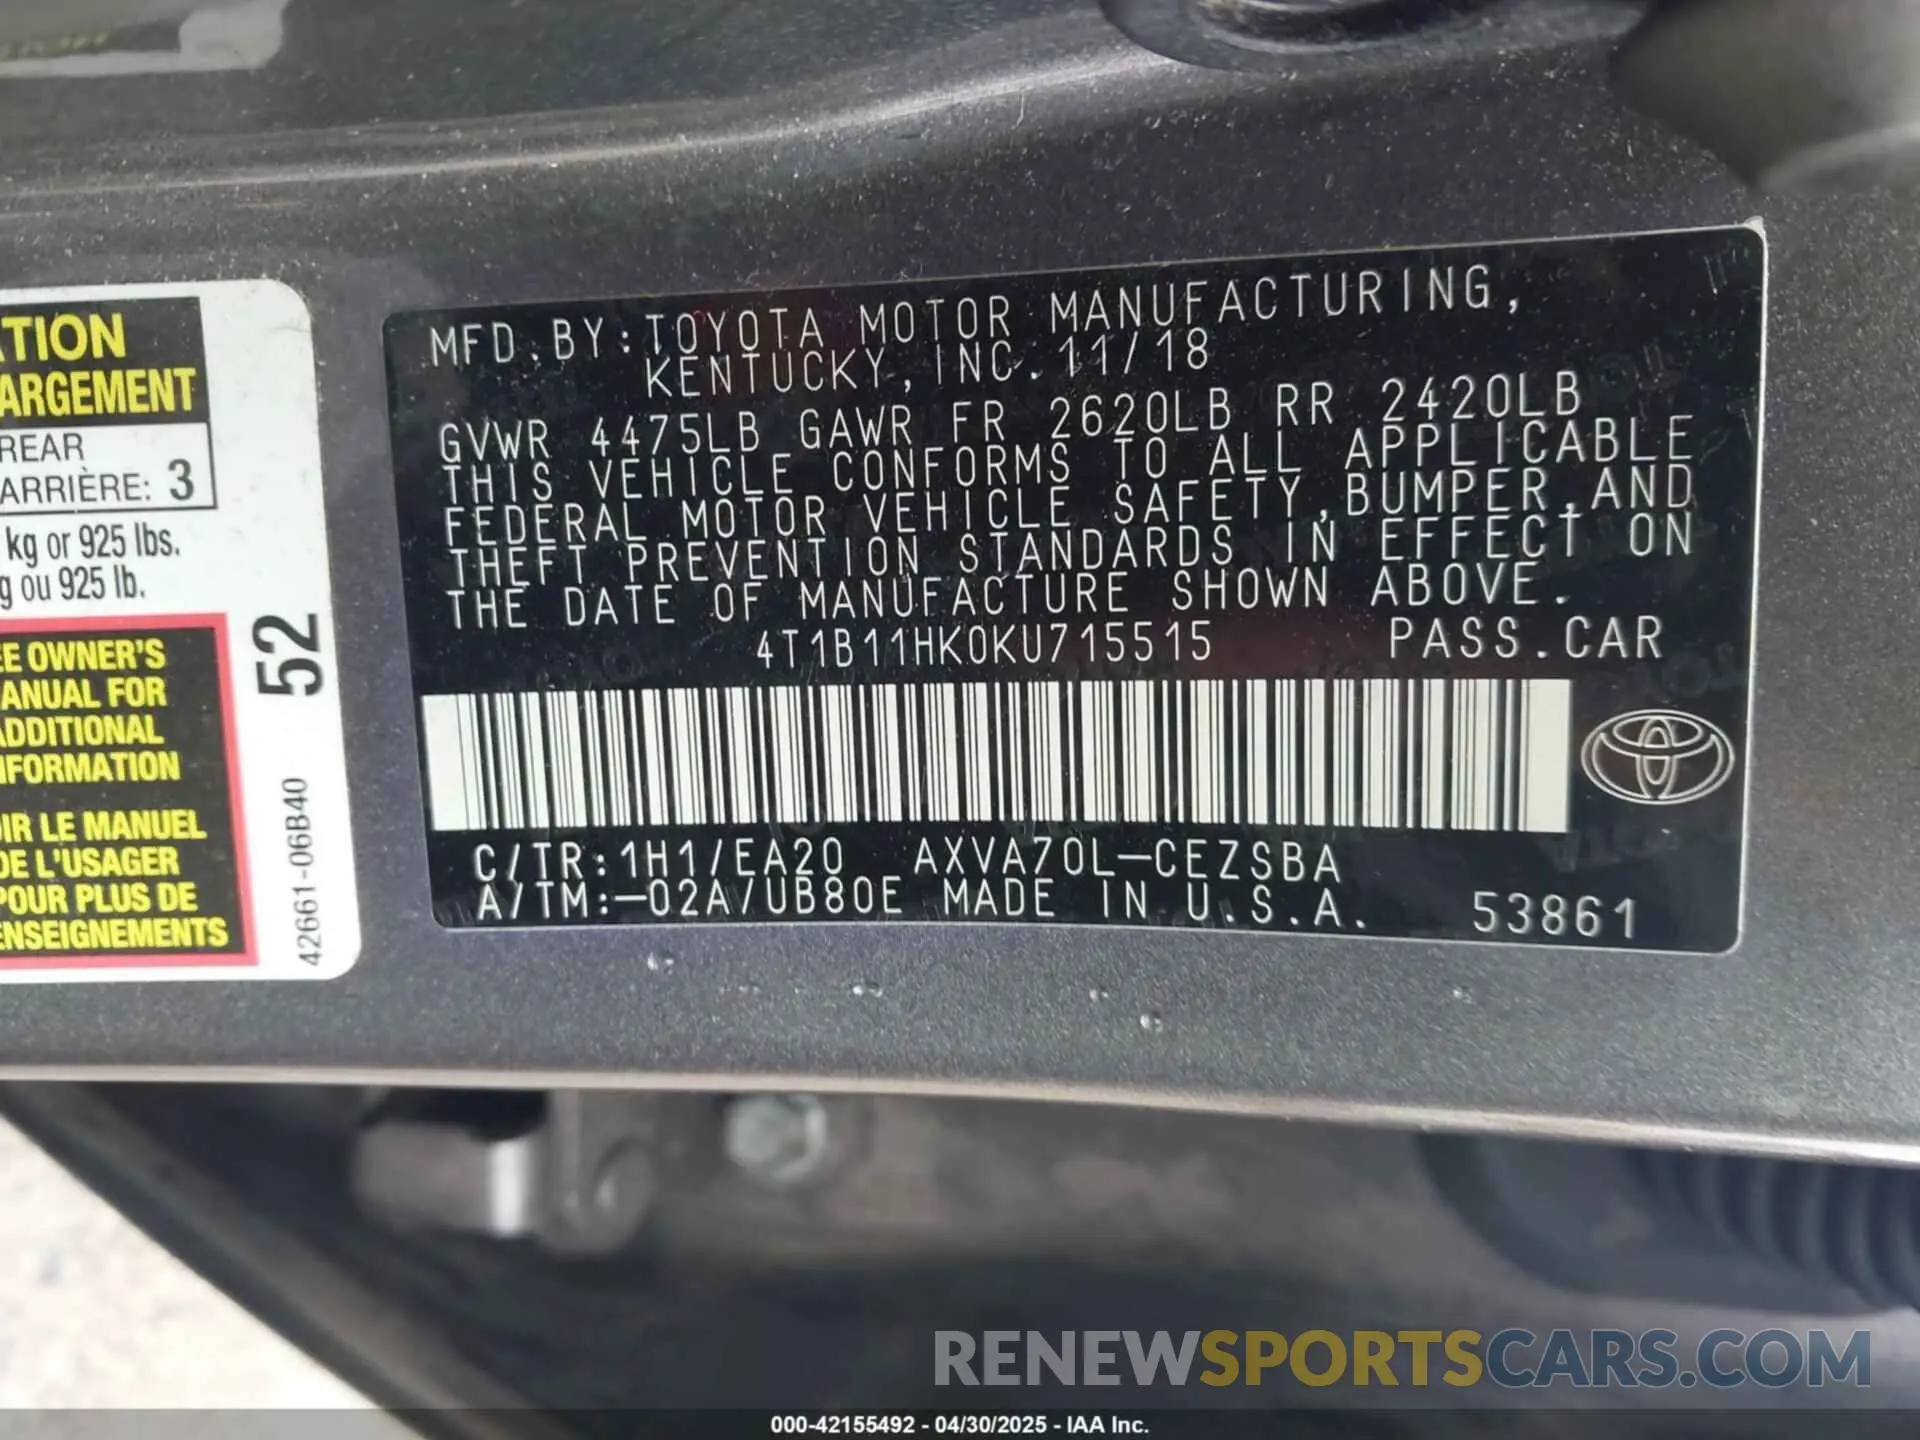 TION
ARGEMENT
REAR
ARRIÈRE: 3
kg or 925 lbs.
g ou 925 lb.
EE OWNER'S
ANUAL FOR
ADDITIONAL
NFORMATION
IR LE MANUEL
DE L'USAGER
POUR PLUS DE
ENSEIGNEMENTS
52
42661-06B40
MFD. BY: TOYOTA MOTOR MANUFACTURING,
KENTUCKY, INC. 11/18
GVWR 4475LB GAWR FR 2620LB RR 2420LB
THIS VEHICLE CONFORMS TO ALL APPLICABLE
FEDERAL MOTOR VEHICLE SAFETY, BUMPER, AND
THEFT PREVENTION STANDARDS IN EFFECT ON
THE DATE OF MANUFACTURE SHOWN ABOVE.
4T1B11HK0KU715515 PASS. CAR
C/TR: 1H1/EA20 AXVA70L-CEZSBA
A/TM: -02A/UB80E MADE IN U.S.A. 53861
RENEWSPORTSCARS.COM
000-42155492 - 04/30/2025 - IAA Inc.